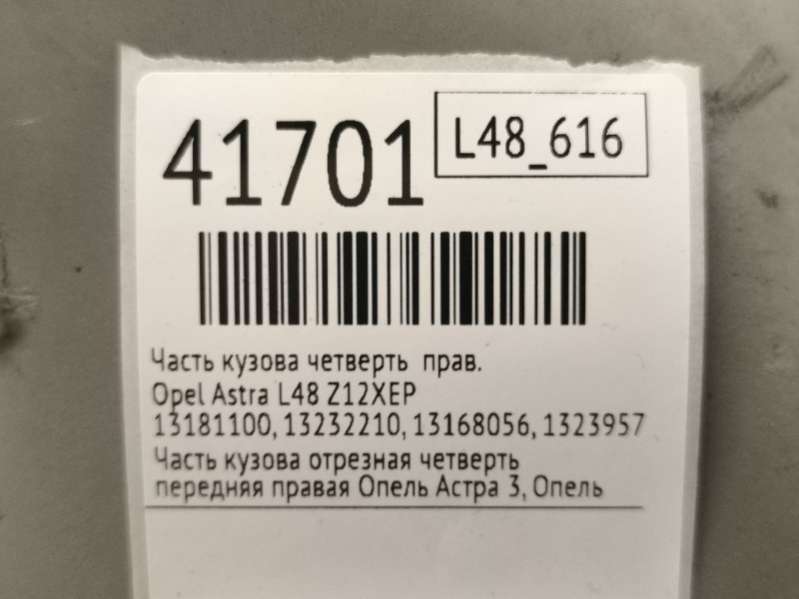 41701
L48_616
Часть кузова четверть прав.
Opel Astra L48 Z12XEP
13181100, 13232210, 13168056, 1323957
Часть кузова отрезная четверть
передняя правая Опель Астра 3, Опель